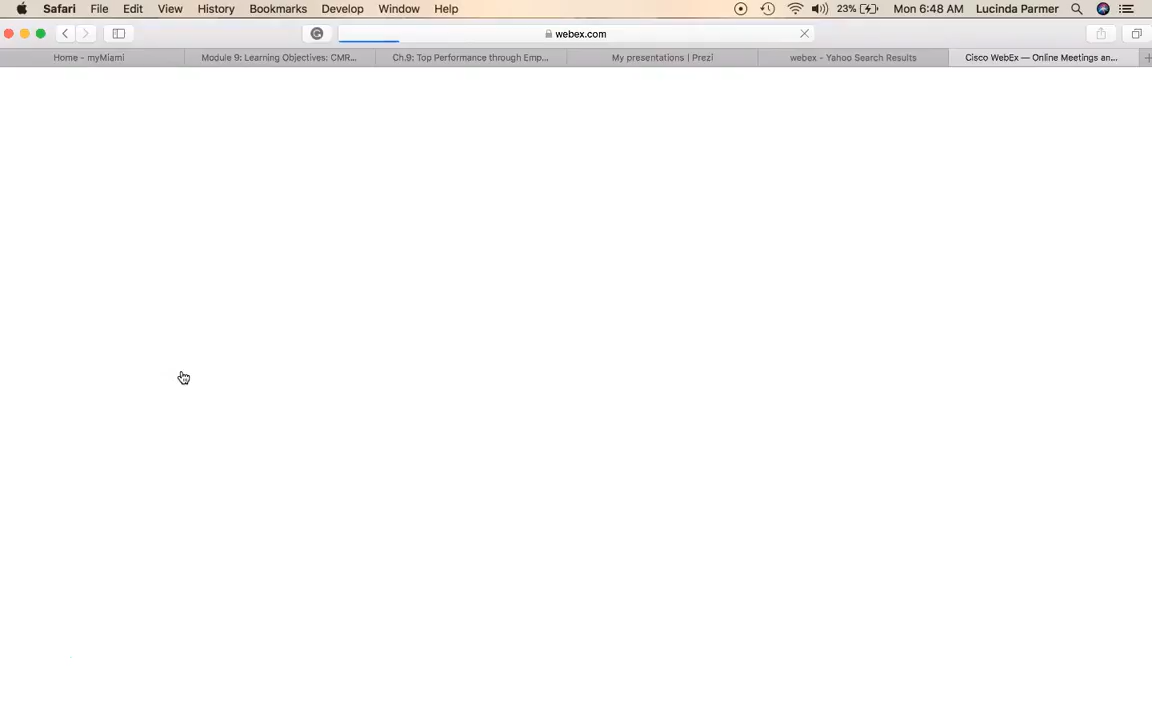 Safari File Edit View History Bookmarks Develop Window Help 23% Mon 6:48 AM Lucinda Parmer
webex.com
Home - myMiami Module 9: Learning Objectives: CMR... Ch.9: Top Performance through Emp... My presentations | Prezi webex - Yahoo Search Results Cisco WebEx — Online Meetings an...